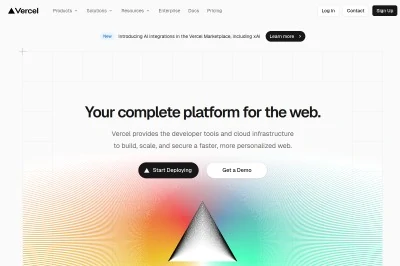 Vercel
Products Solutions Resources Enterprise Docs Pricing
Log In Contact Sign Up
New Introducing AI integrations in the Vercel Marketplace, including xAI Learn more
Your complete platform for the web.
Vercel provides the developer tools and cloud infrastructure
to build, scale, and secure a faster, more personalized web.
Start Deploying Get a Demo